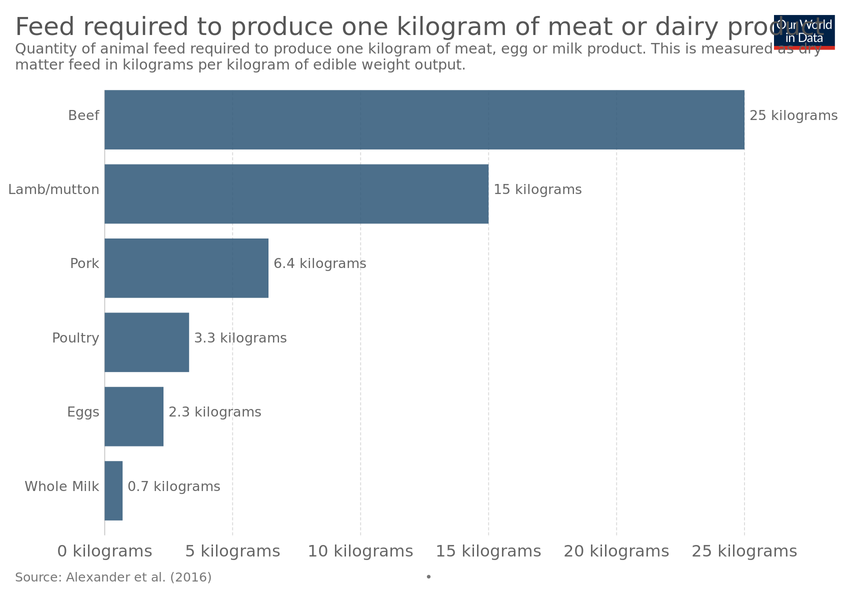 Feed required to produce one kilogram of meat or dairy product
Our World
in Data
Quantity of animal feed required to produce one kilogram of meat, egg or milk product. This is measured as dry
matter feed in kilograms per kilogram of edible weight output.
Beef
25 kilograms
Lamb/mutton
15 kilograms
Pork
6.4 kilograms
Poultry
3.3 kilograms
Eggs
2.3 kilograms
Whole Milk
0.7 kilograms
0 kilograms
5 kilograms
10 kilograms
15 kilograms
20 kilograms
25 kilograms
Source: Alexander et al. (2016)
•